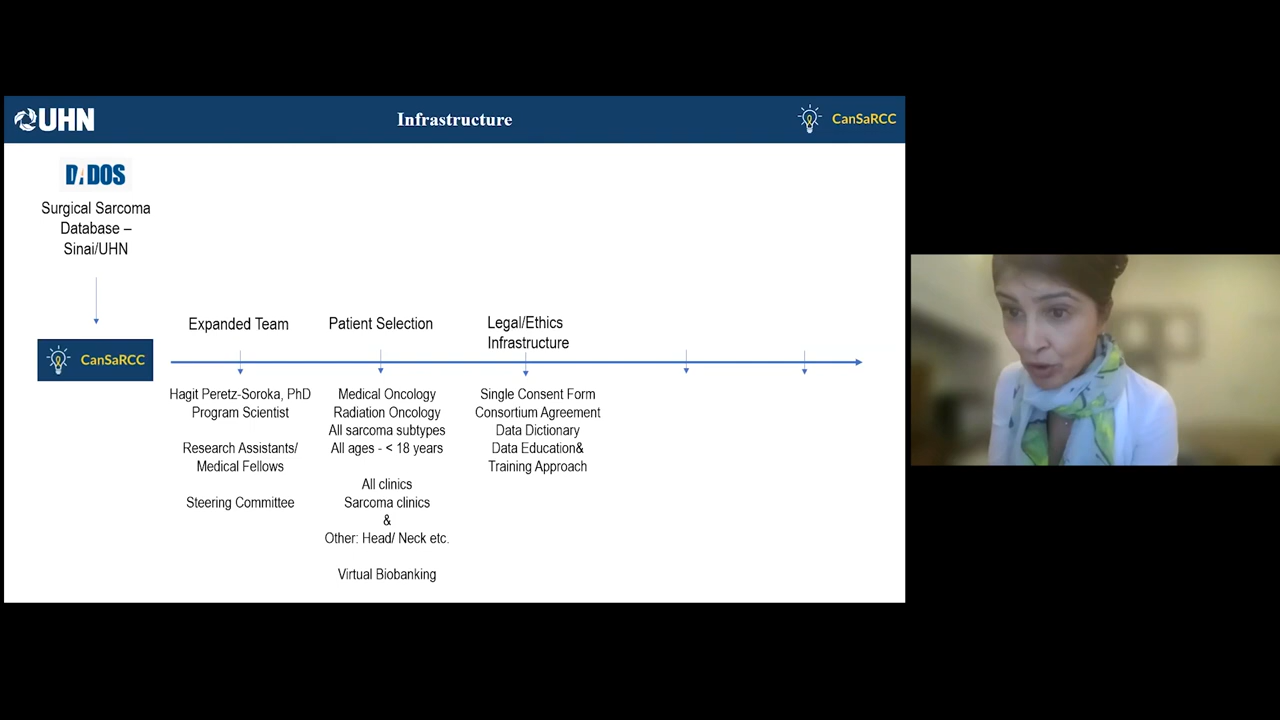 UHN
Infrastructure
CanSaRCC
DADOS
Surgical Sarcoma
Database –
Sinai/UHN
CanSaRCC
Expanded Team
Hagit Peretz-Soroka, PhD
Program Scientist
Research Assistants/
Medical Fellows
Steering Committee
Patient Selection
Medical Oncology
Radiation Oncology
All sarcoma subtypes
All ages - < 18 years
All clinics
Sarcoma clinics
&
Other: Head/ Neck etc.
Virtual Biobanking
Legal/Ethics
Infrastructure
Single Consent Form
Consortium Agreement
Data Dictionary
Data Education&
Training Approach